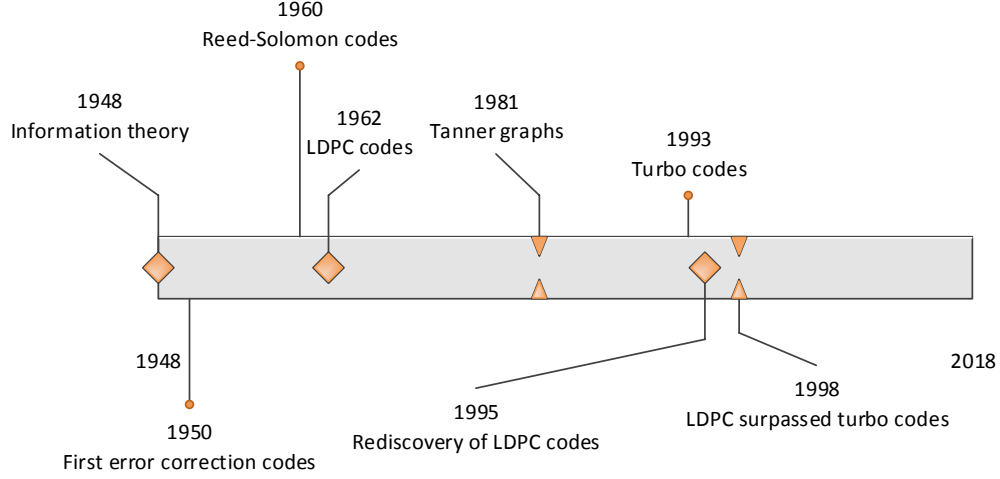 1960
Reed-Solomon codes
1948
Information theory
1962
LDPC codes
1981
Tanner graphs
1993
Turbo codes
1948
2018
1950
First error correction codes
1995
Rediscovery of LDPC codes
1998
LDPC surpassed turbo codes